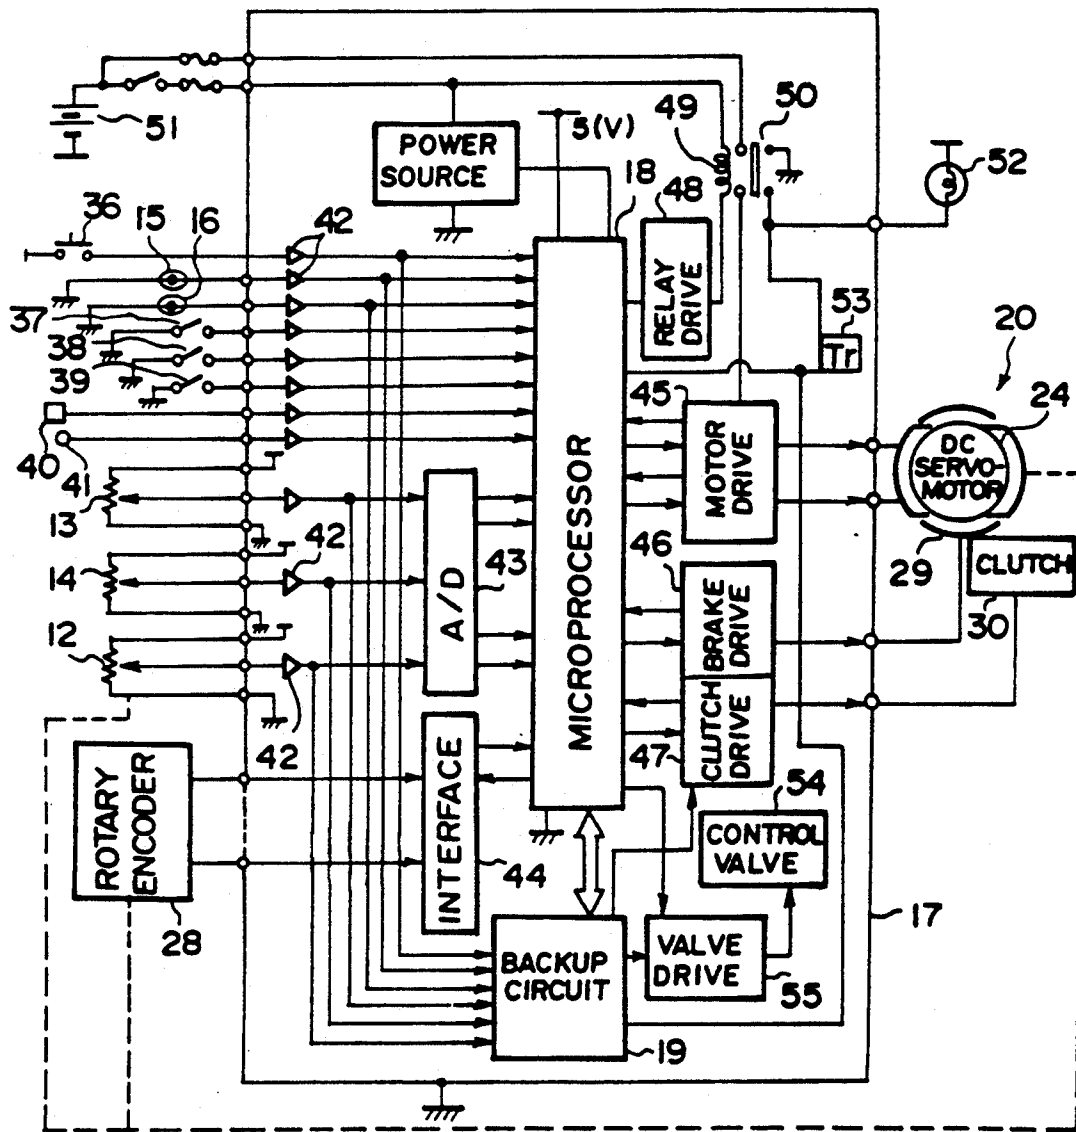 51
POWER
SOURCE
5(V)
49
50
52
18
48
RELAY
DRIVE
36
15
16
42
37
38
39
40
41
53
Tr
20
24
DC
SERVO-
MOTOR
45
MOTOR
DRIVE
13
14
12
42
42
A/D
43
MICROPROCESSOR
46
BRAKE
DRIVE
29
CLUTCH
30
47
CLUTCH
DRIVE
ROTARY
ENCODER
28
INTERFACE
44
54
CONTROL
VALVE
17
BACKUP
CIRCUIT
19
VALVE
DRIVE
55